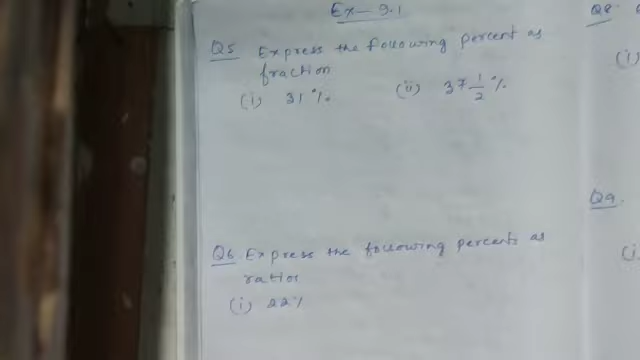 Ex-9.1
Q5 Express the following percent as
fraction
(i) 31% (ii) 37 1/2 %
Q6. Express the following percents as
ratios
(i) 22%
Q8.
(i)
Q9.
(i